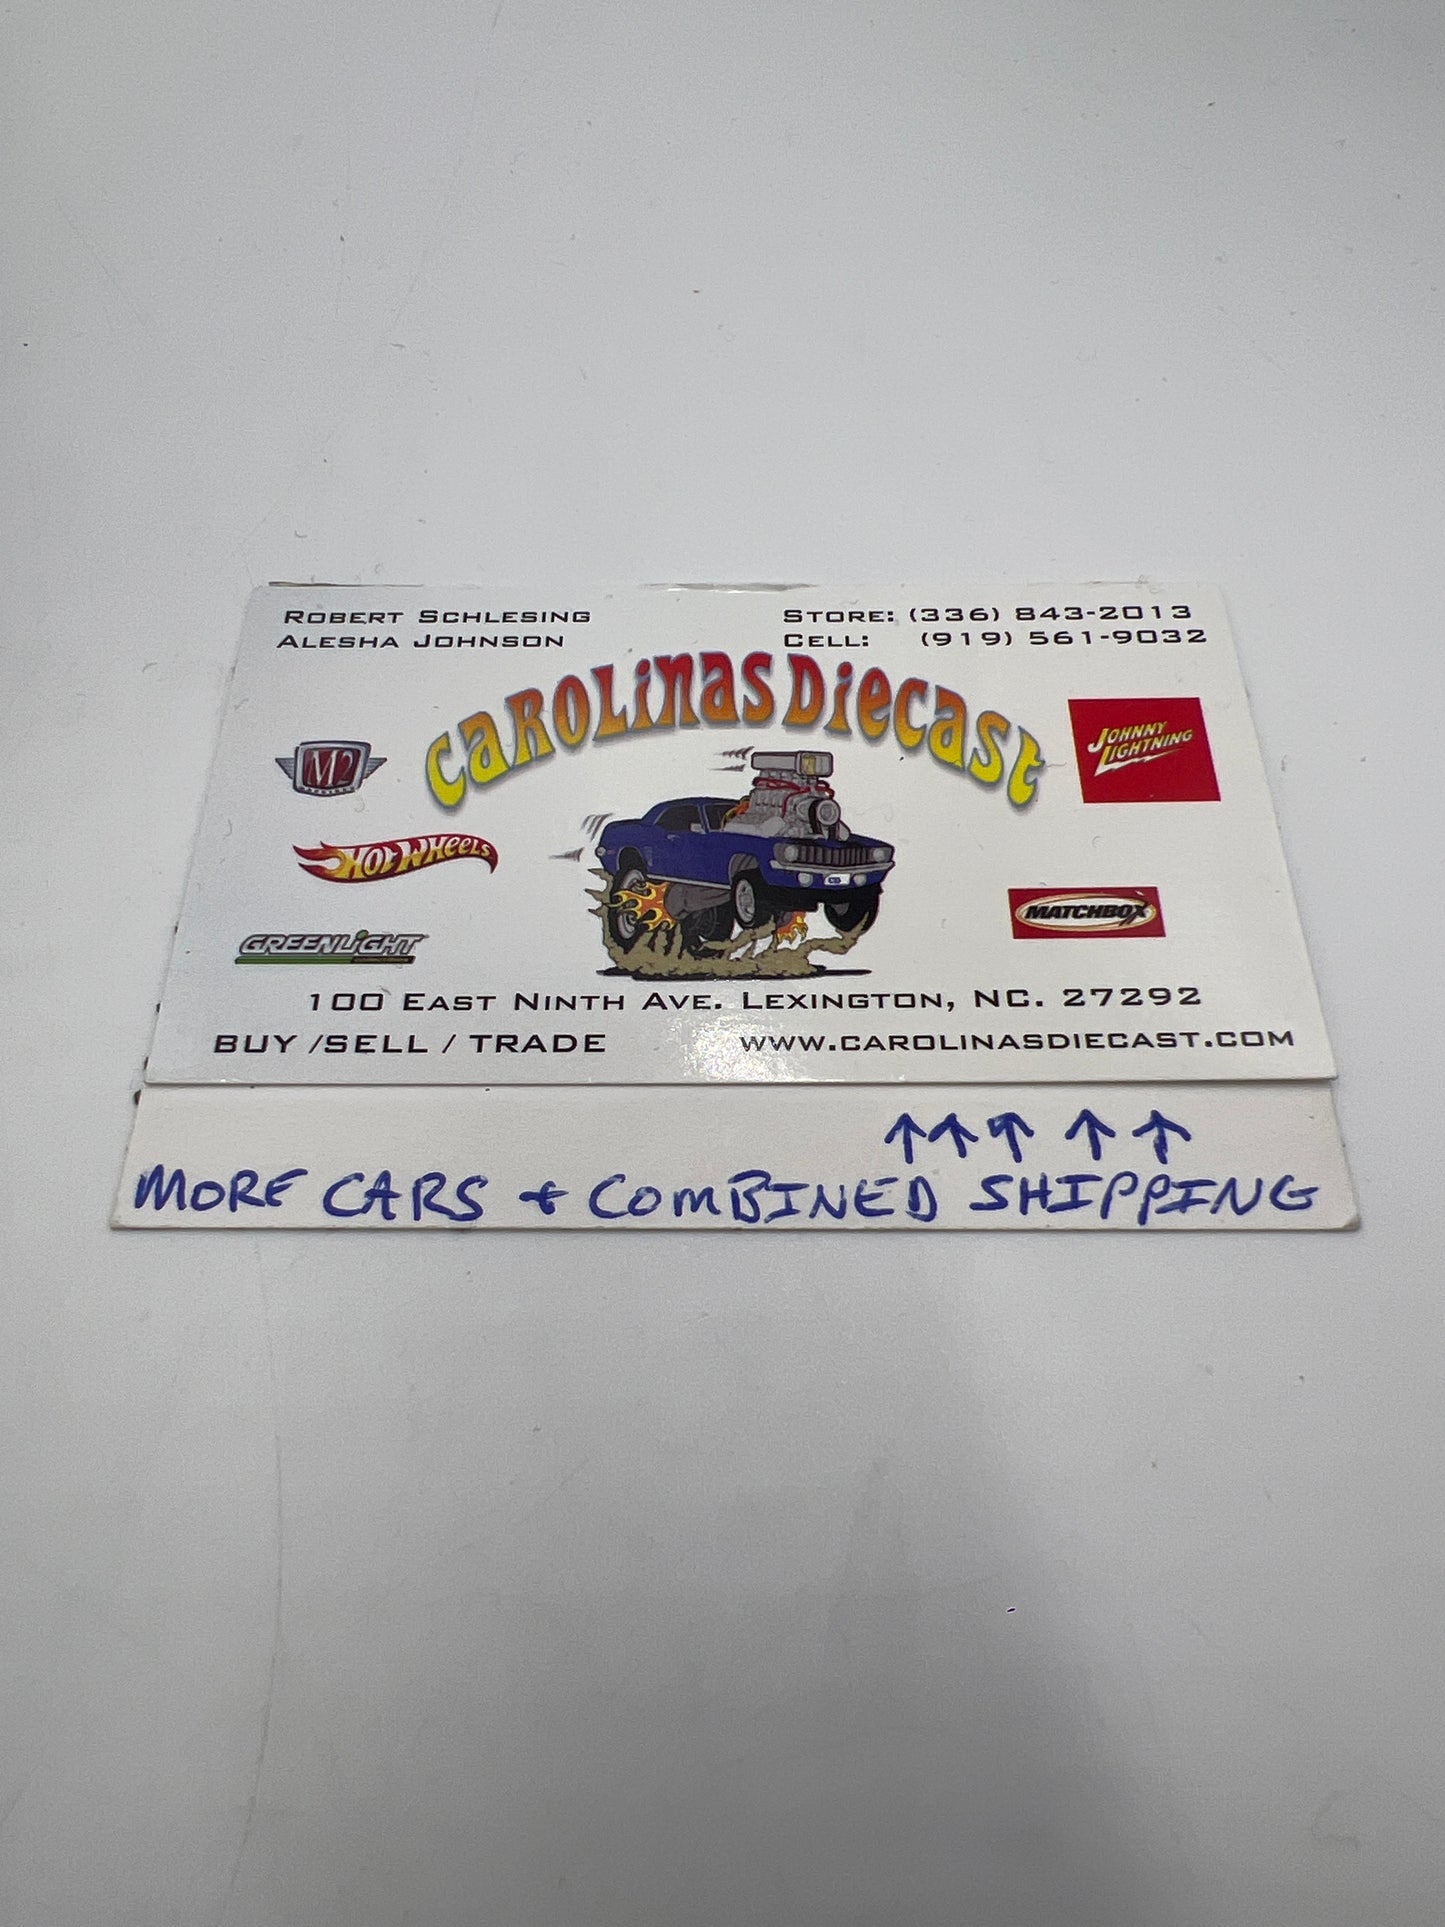 ROBERT SCHLESING
ALESHA JOHNSON
STORE: (336) 843-2013
CELL: (919) 561-9032
CAROLINAS DIECAST
M2
JOHNNY
LIGHTNING
HOT WHEELS
MATCHBOX
GREENLIGHT
100 EAST NINTH AVE. LEXINGTON, NC. 27292
BUY /SELL / TRADE
WWW.CAROLINASDIECAST.COM
↑↑↑ ↑ ↑
MORE CARS + COMBINED SHIPPING